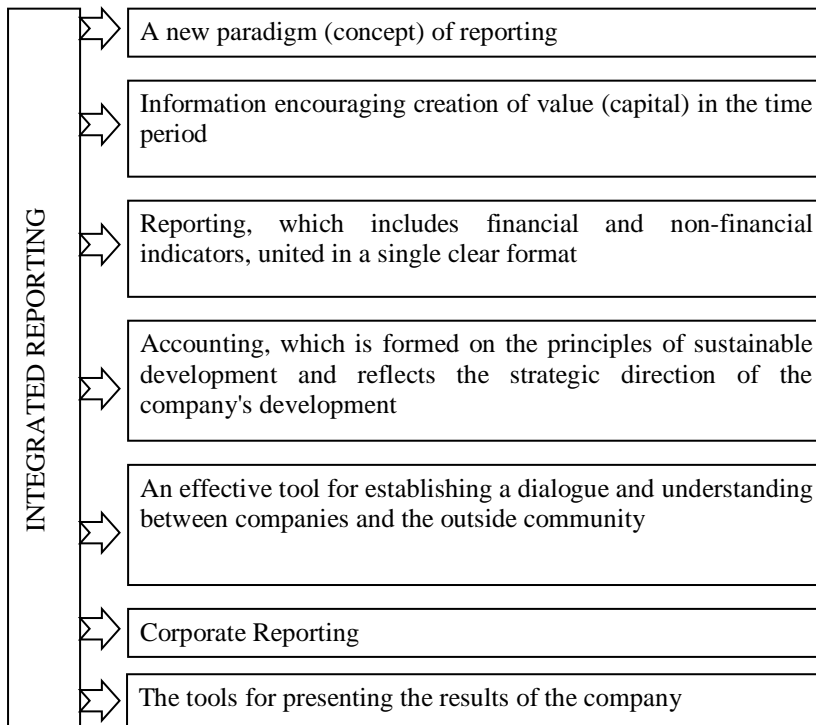 INTEGRATED REPORTING
A new paradigm (concept) of reporting
Information encouraging creation of value (capital) in the time
period
Reporting, which includes financial and non-financial
indicators, united in a single clear format
Accounting, which is formed on the principles of sustainable
development and reflects the strategic direction of the
company's development
An effective tool for establishing a dialogue and understanding
between companies and the outside community
Corporate Reporting
The tools for presenting the results of the company